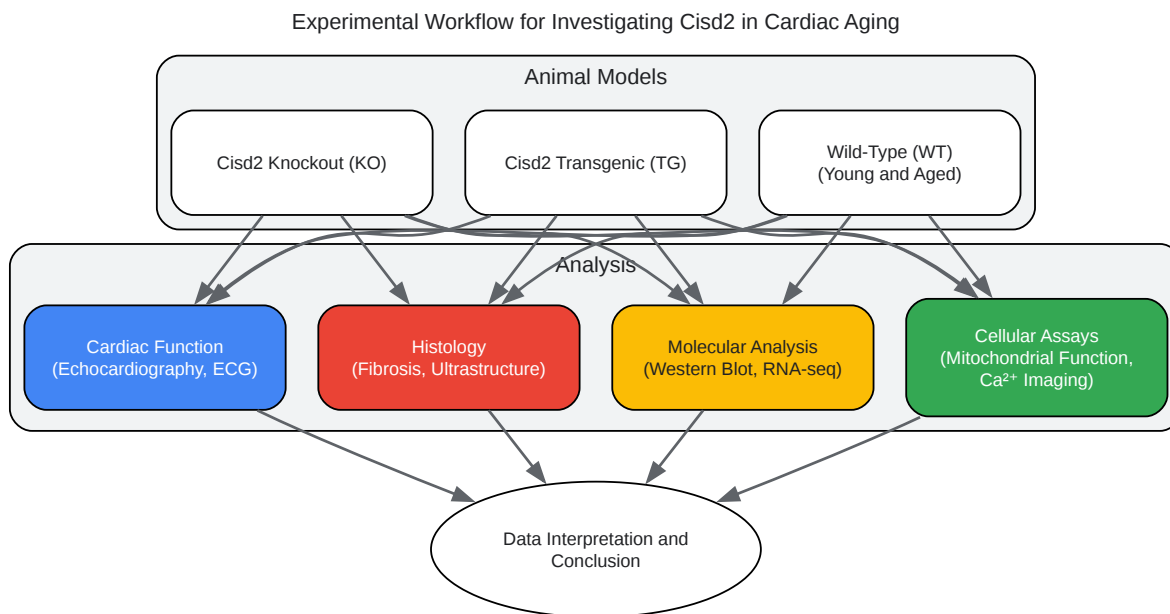 Experimental Workflow for Investigating Cisd2 in Cardiac Aging
Animal Models
Cisd2 Knockout (KO)
Cisd2 Transgenic (TG)
Wild-Type (WT)
(Young and Aged)
Analysis
Cardiac Function
(Echocardiography, ECG)
Histology
(Fibrosis, Ultrastructure)
Molecular Analysis
(Western Blot, RNA-seq)
Cellular Assays
(Mitochondrial Function,
Ca²⁺ Imaging)
Data Interpretation and
Conclusion